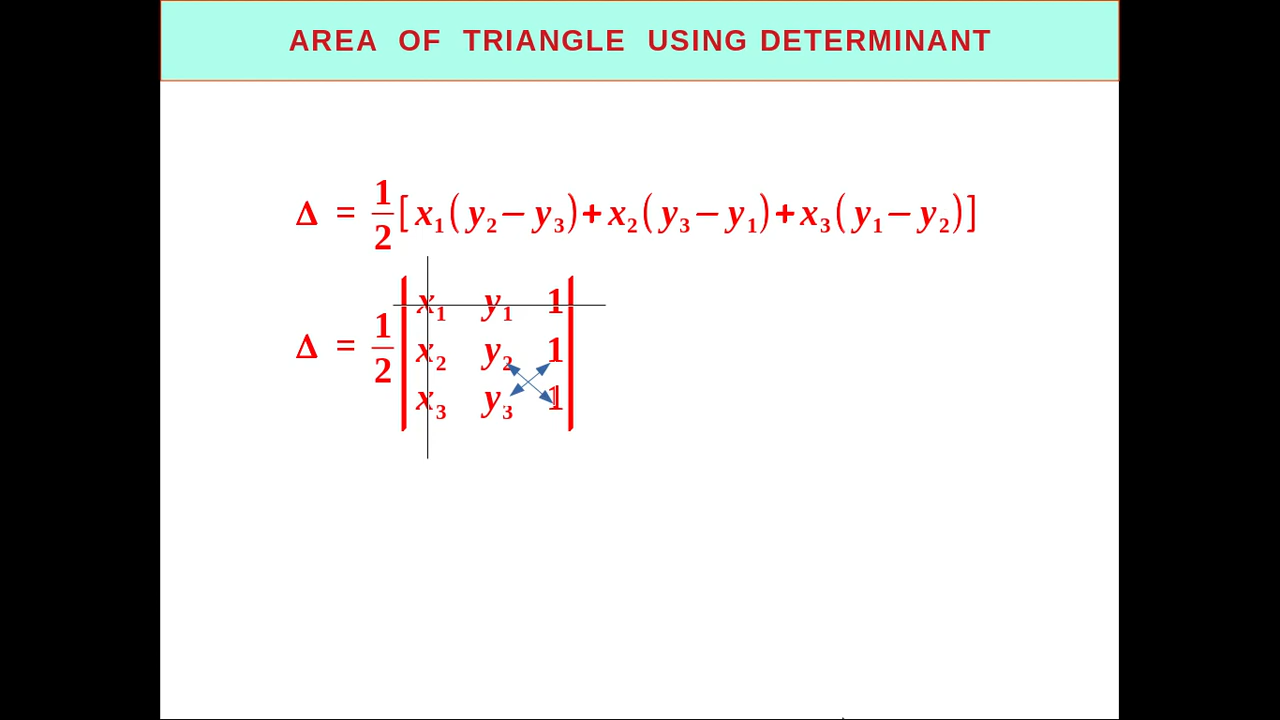 AREA OF TRIANGLE USING DETERMINANT
Δ = 1/2 [x₁(y₂−y₃)+x₂(y₃−y₁)+x₃(y₁−y₂)]
x₁ y₁ 1
Δ = 1/2 | x₂ y₂ 1 |
x₃ y₃ 1